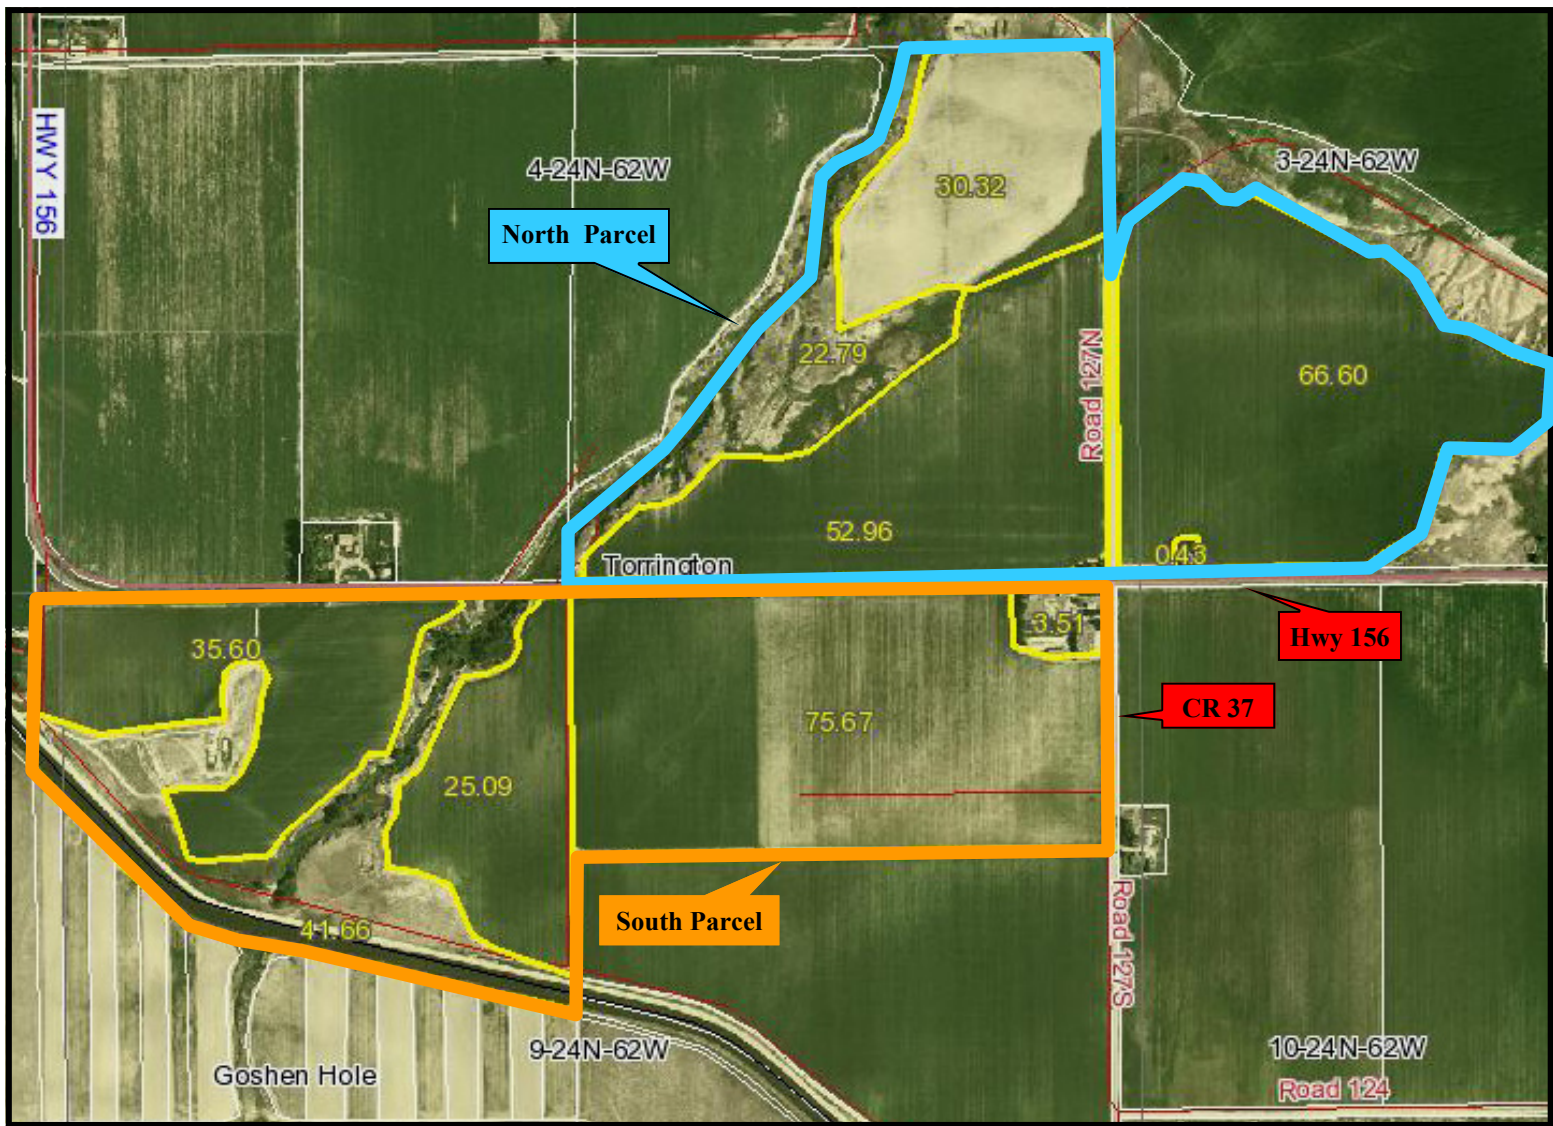 HWY 156
4-24N-62W
3-24N-62W
30.32
North Parcel
22.79
Road 127N
66.60
52.96
0.43
Torrington
35.60
3.51
Hwy 156
CR 37
75.67
25.09
South Parcel
41.66
Road 127S
9-24N-62W
10-24N-62W
Goshen Hole
Road 124